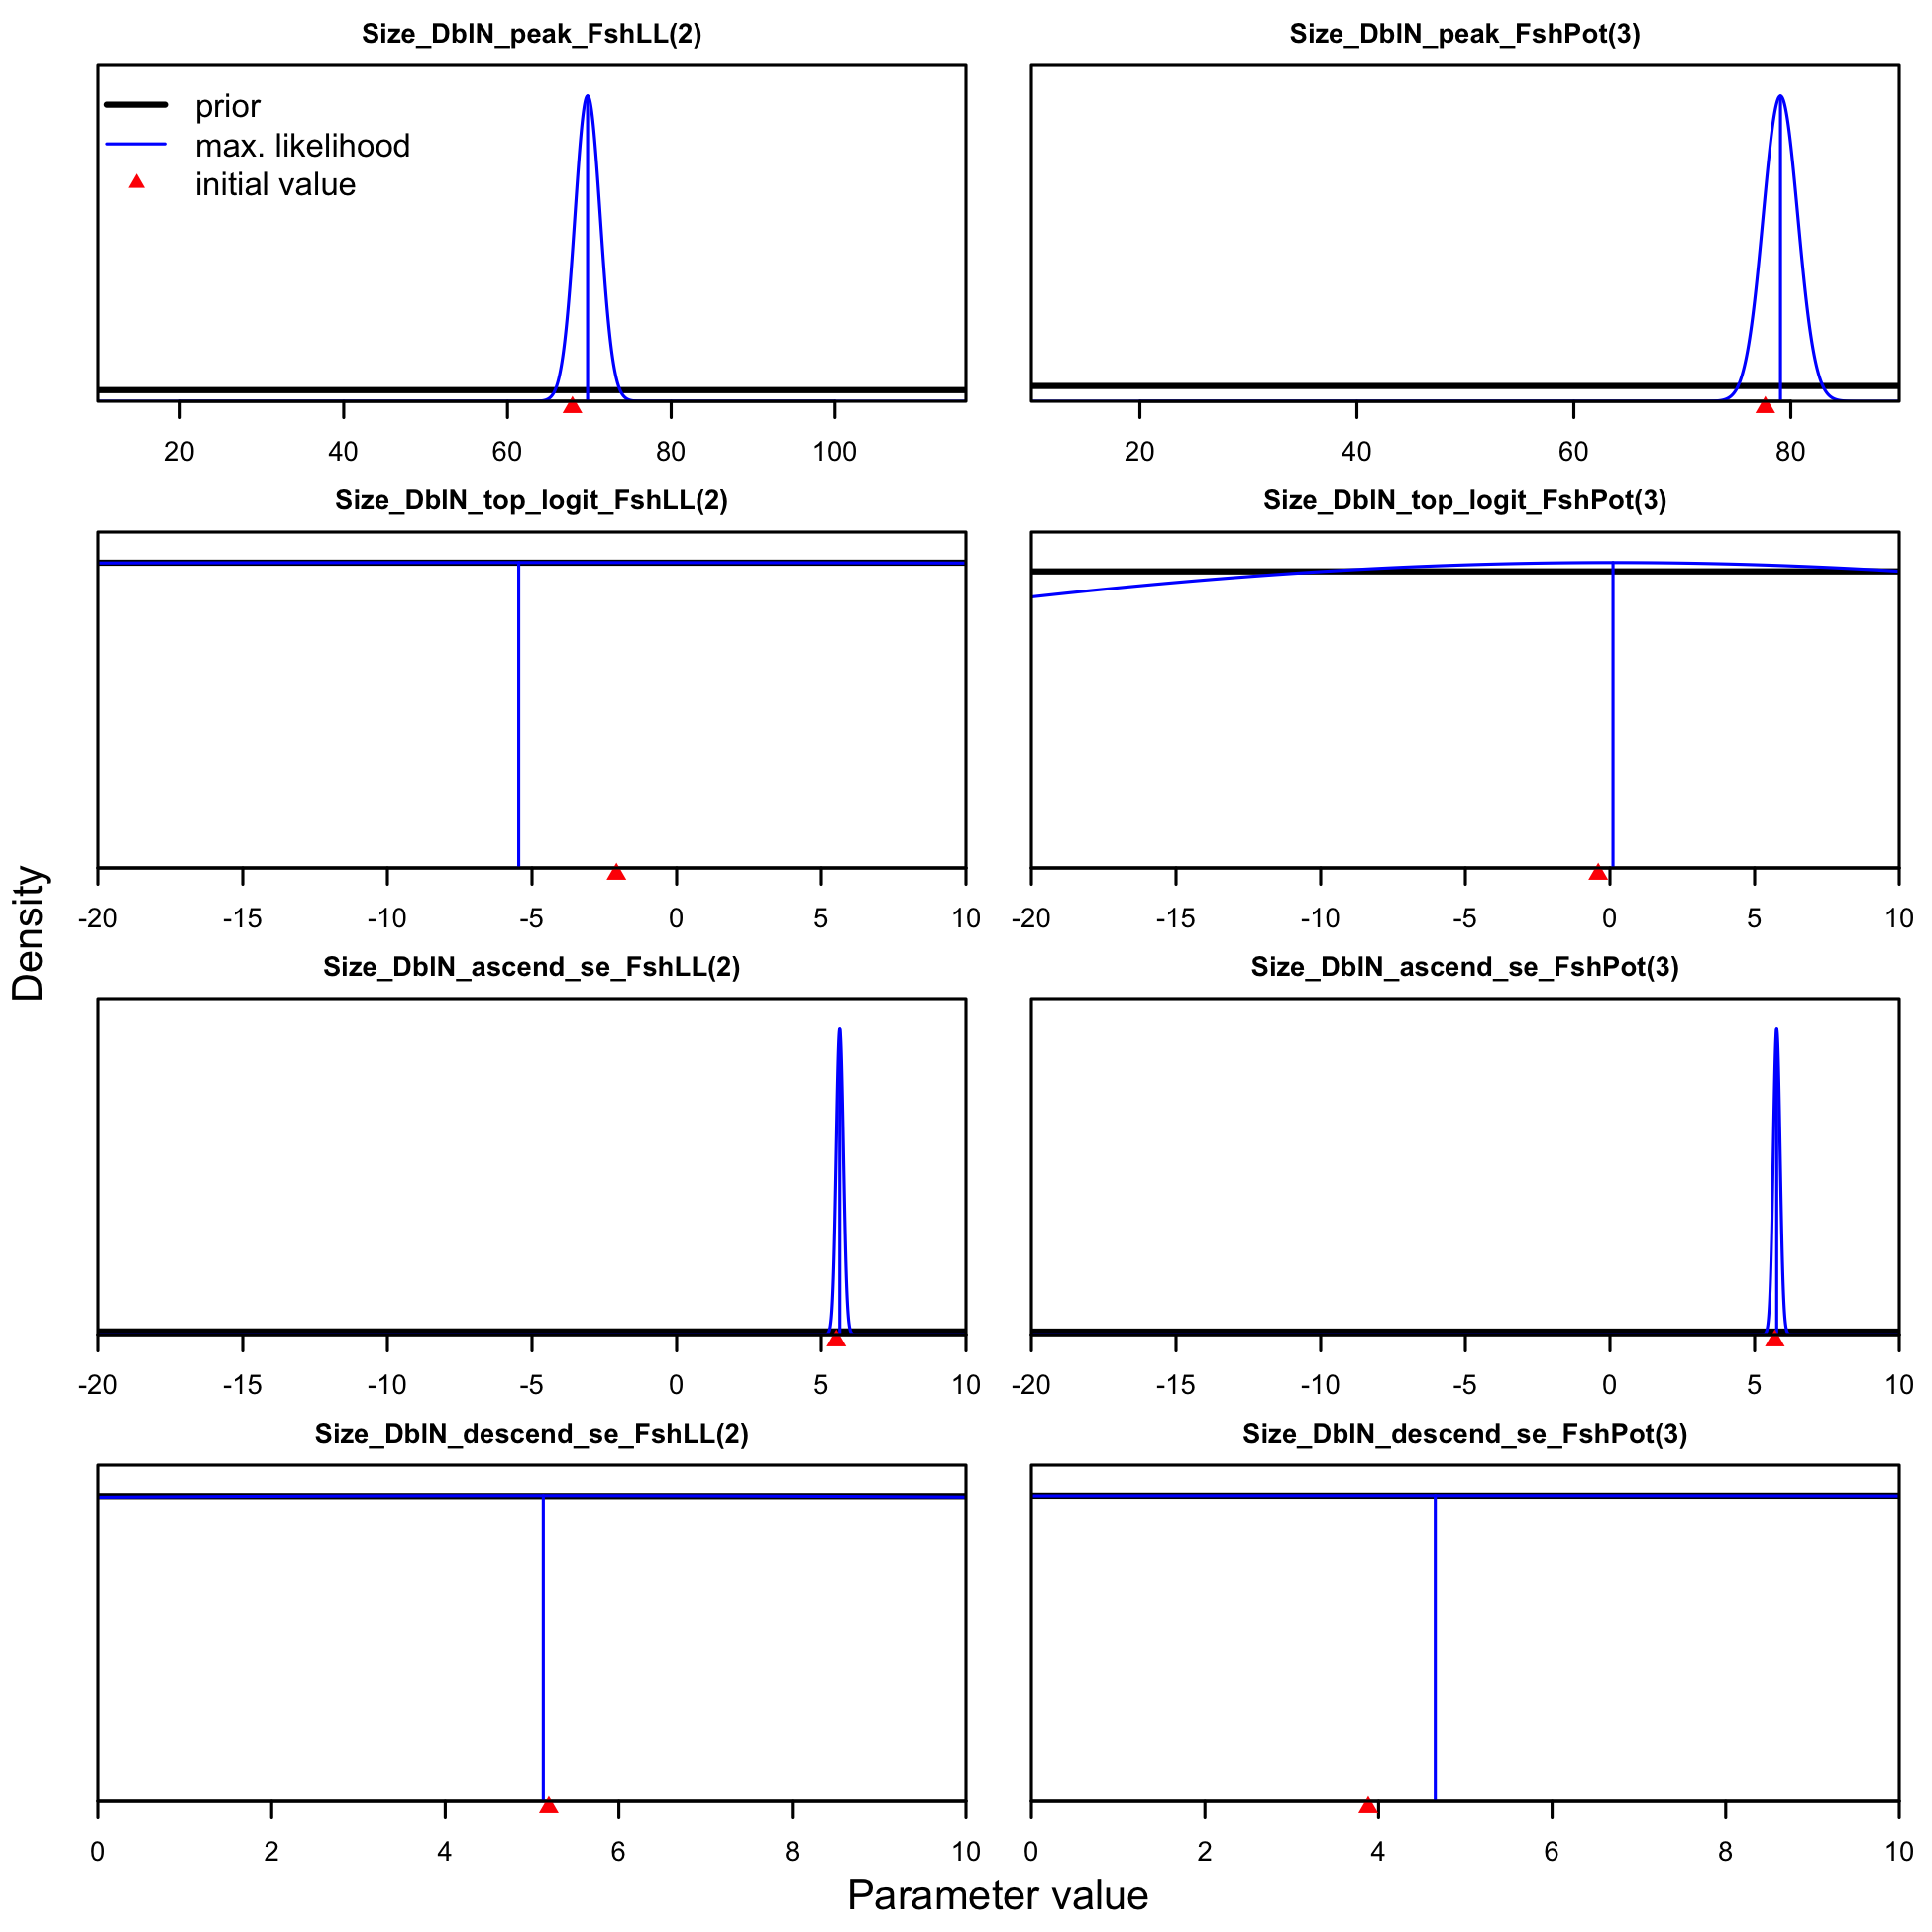 Size_DblN_peak_FshLL(2)
Size_DblN_peak_FshPot(3)
prior
max. likelihood
initial value
20 40 60 80 100
20 40 60 80
Size_DblN_top_logit_FshLL(2)
Size_DblN_top_logit_FshPot(3)
-20 -15 -10 -5 0 5 10
-20 -15 -10 -5 0 5 10
Density
Size_DblN_ascend_se_FshLL(2)
Size_DblN_ascend_se_FshPot(3)
-20 -15 -10 -5 0 5 10
-20 -15 -10 -5 0 5 10
Size_DblN_descend_se_FshLL(2)
Size_DblN_descend_se_FshPot(3)
0 2 4 6 8 10
0 2 4 6 8 10
Parameter value